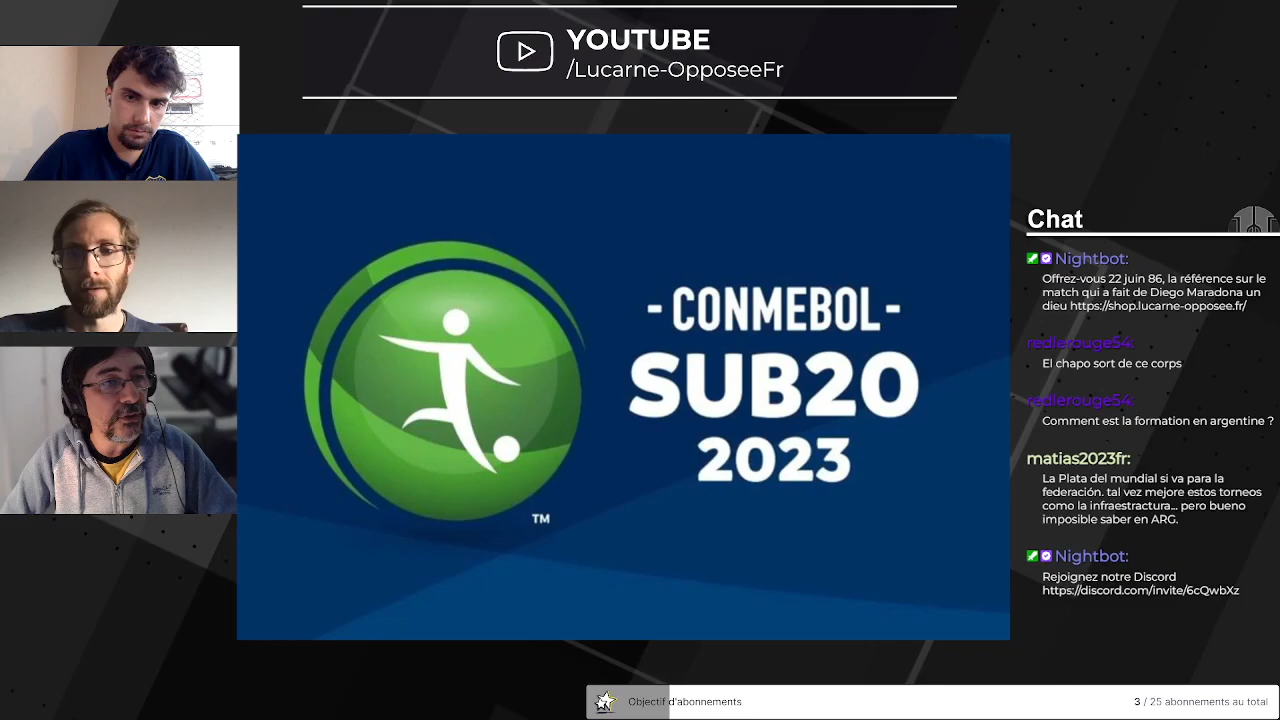 YOUTUBE
/Lucarne-OpposeeFr
- CONMEBOL -
SUB20
2023
TM
Chat
Nightbot:
Offrez-vous 22 juin 86, la référence sur le
match qui a fait de Diego Maradona un
dieu https://shop.lucarne-opposee.fr/
redlerouge54:
El chapo sort de ce corps
redlerouge54:
Comment est la formation en argentine ?
matias2023fr:
La Plata del mundial si va para la
federación. tal vez mejore estos torneos
como la infraestractura... pero bueno
imposible saber en ARG.
Nightbot:
Rejoignez notre Discord
https://discord.com/invite/6cQwbXz
Objectif d'abonnements
3 / 25 abonnements au total